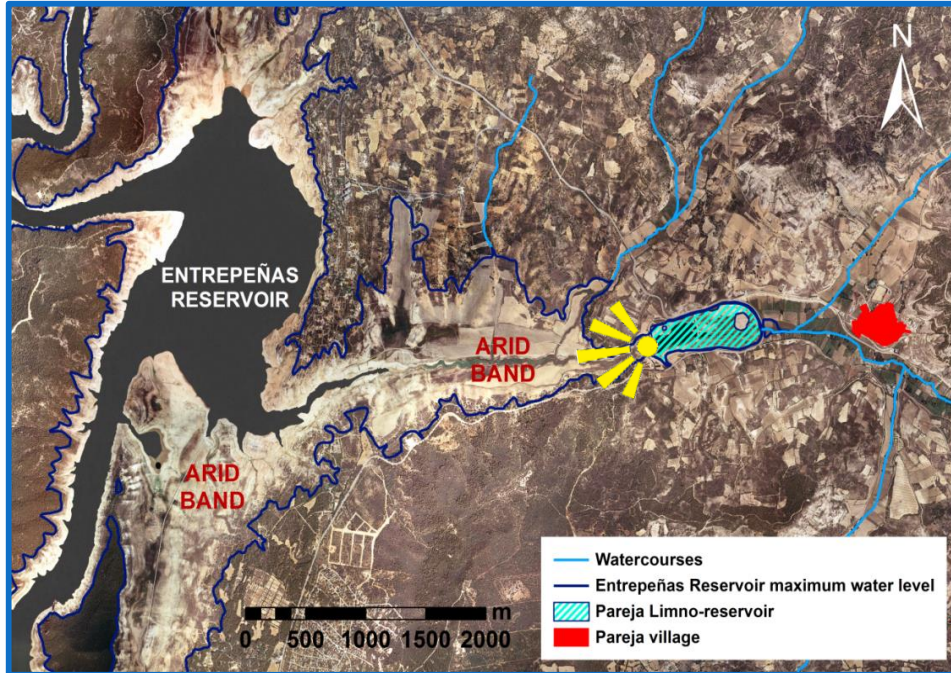 N
ENTREPEÑAS
RESERVOIR
ARID
BAND
ARID
BAND
m
0 500 1000 2000
Watercourses
Entrepeñas Reservoir maximum water level
Pareja Limno-reservoir
Pareja village